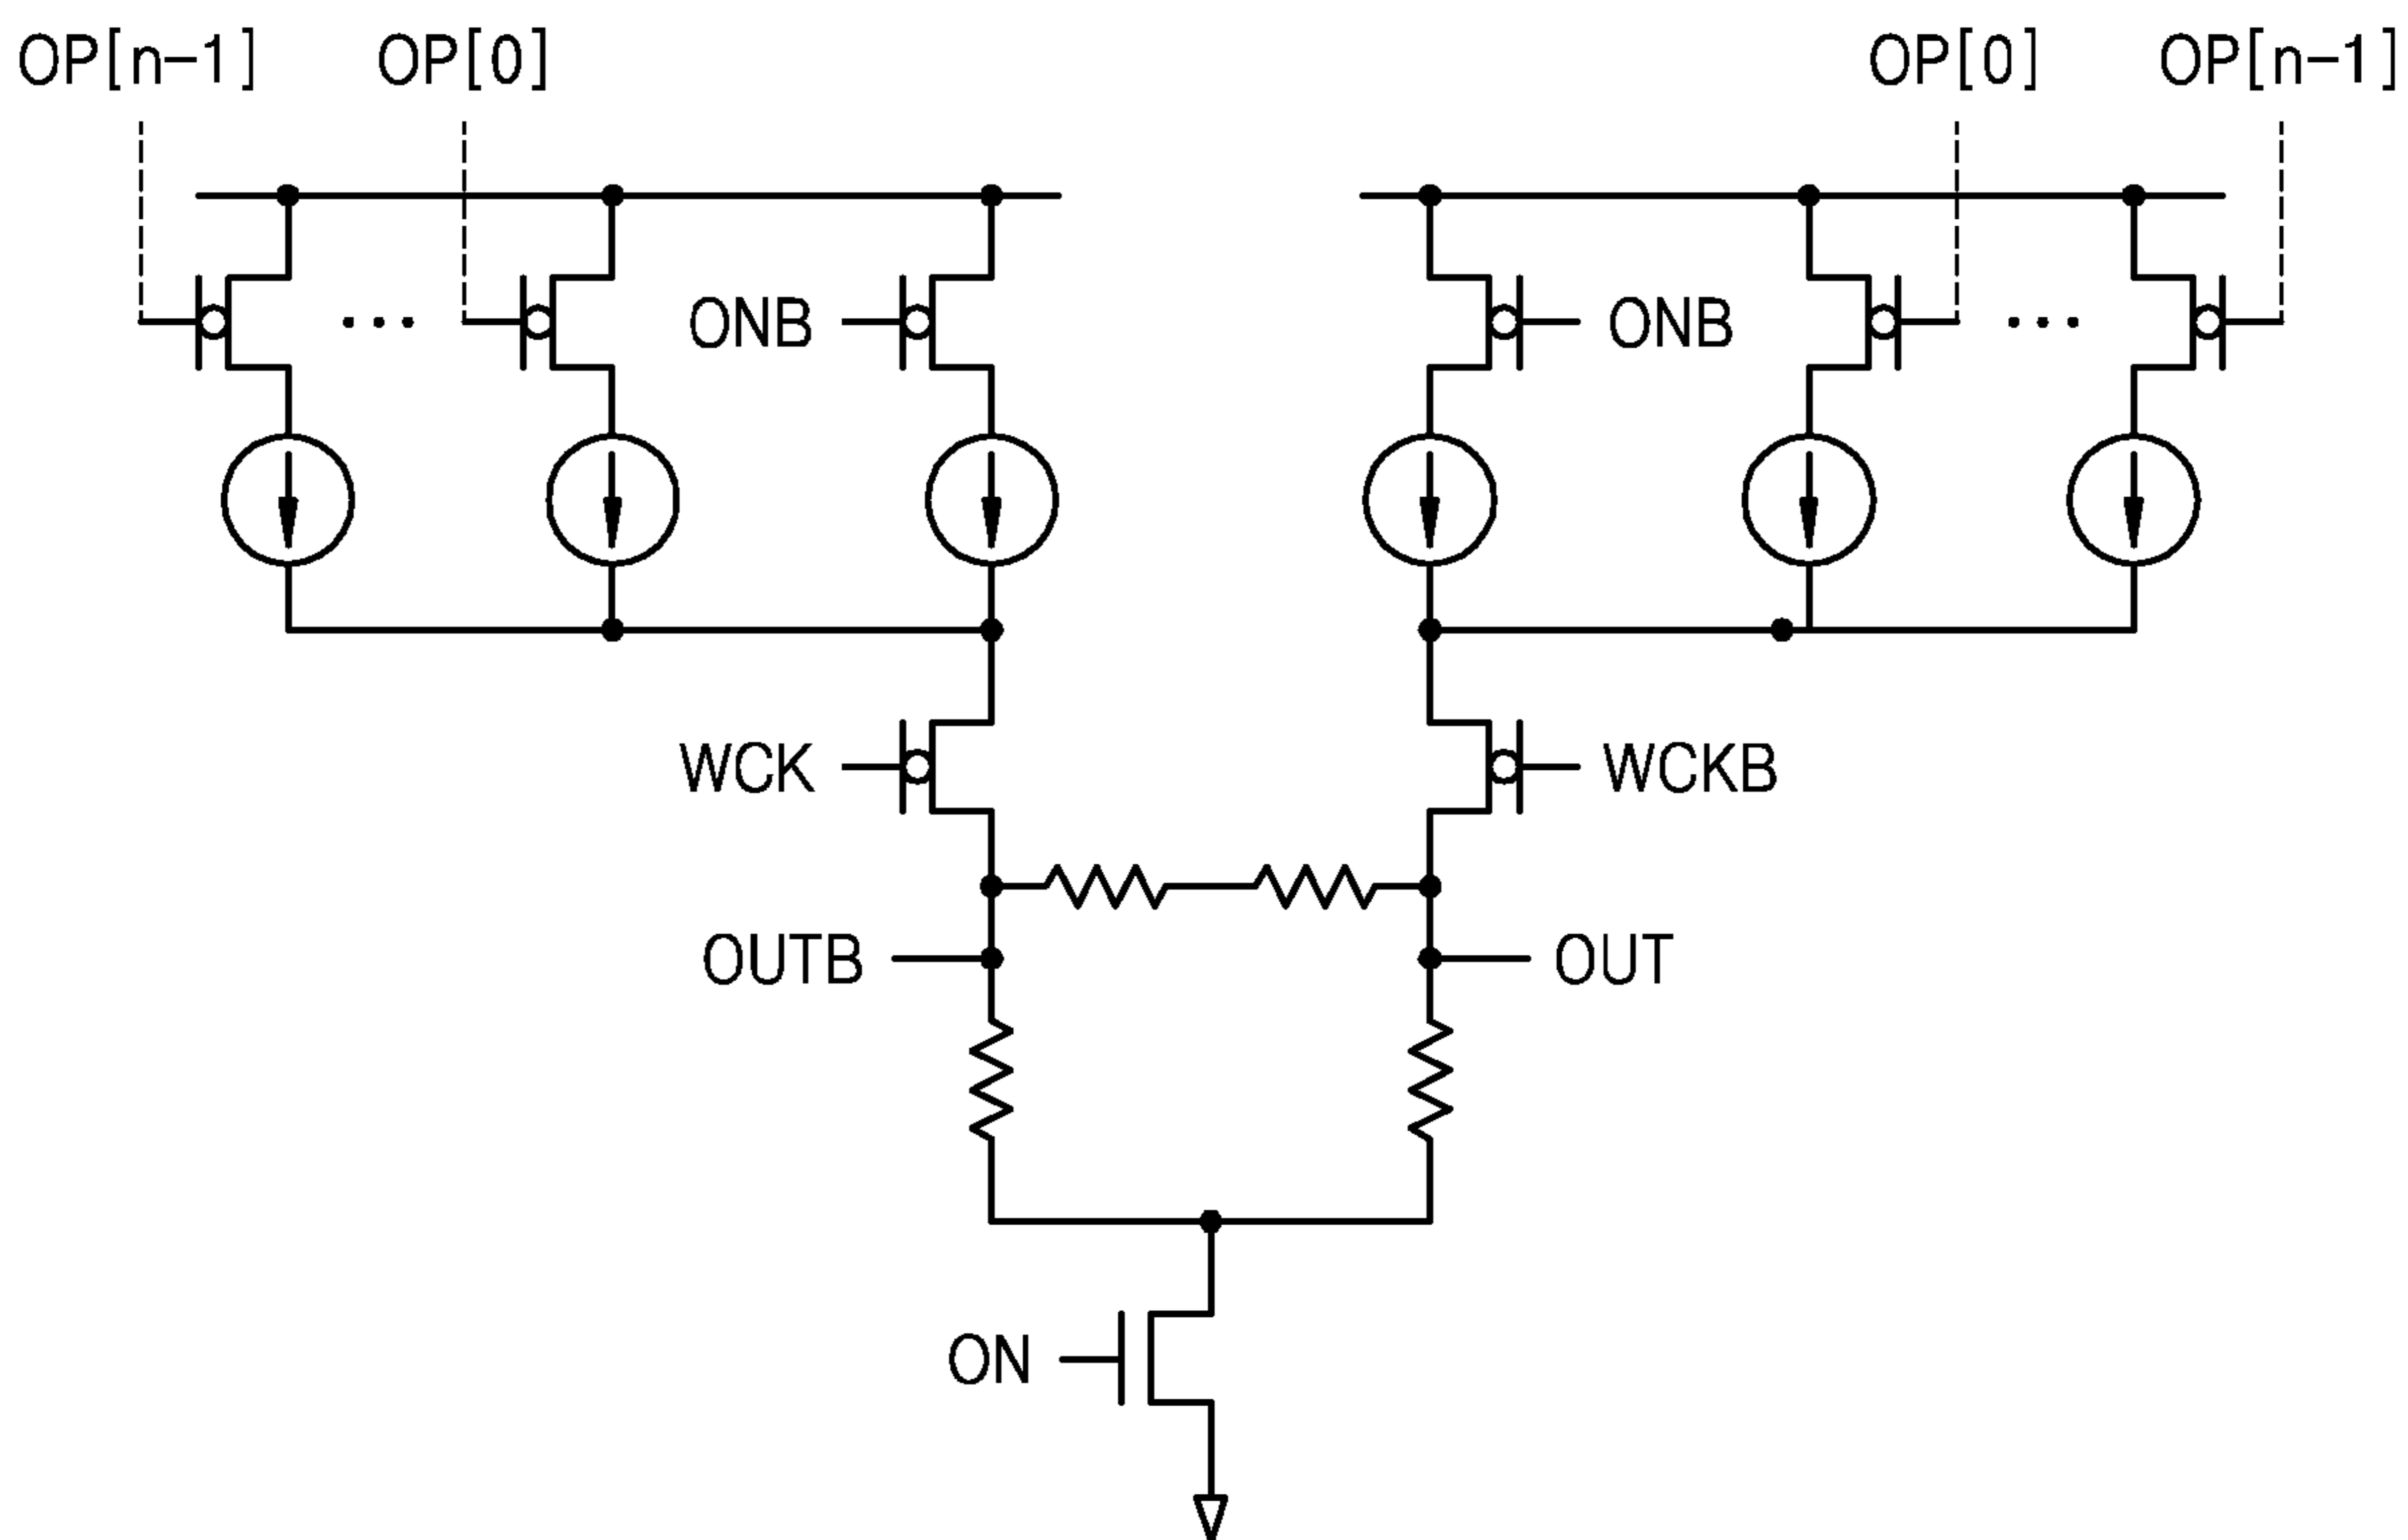 OP[n-1] OP[0] OP[0] OP[n-1]
ONB ONB
WCK WCKB
OUTB OUT
ON